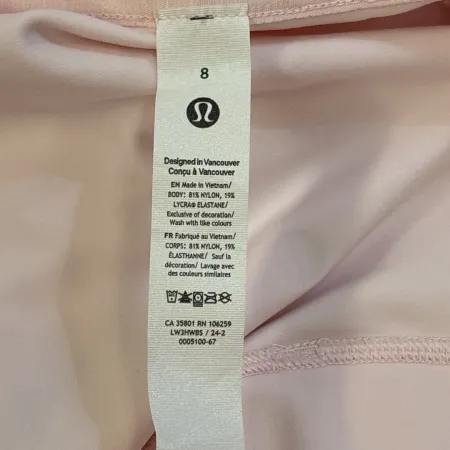 8
Designed in Vancouver
Conçu à Vancouver
EN Made in Vietnam/
BODY: 81% NYLON, 19%
LYCRA® ELASTANE/
Exclusive of decoration/
Wash with like colours
FR Fabriqué au Vietnam/
CORPS: 81% NYLON, 19%
ÉLASTHANNE/ Sauf la
décoration/ Lavage avec
des couleurs similaires
CA 35801 RN 106259
LW3HWBS / 24-2
0005100-67